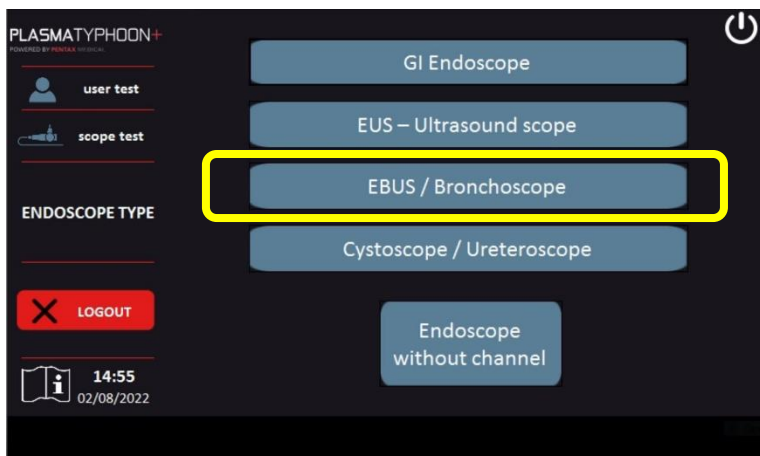 PLASMATYPHOON+
POWERED BY PENTAX MEDICAL
user test
scope test
ENDOSCOPE TYPE
LOGOUT
14:55
02/08/2022
GI Endoscope
EUS – Ultrasound scope
EBUS / Bronchoscope
Cystoscope / Ureteroscope
Endoscope
without channel